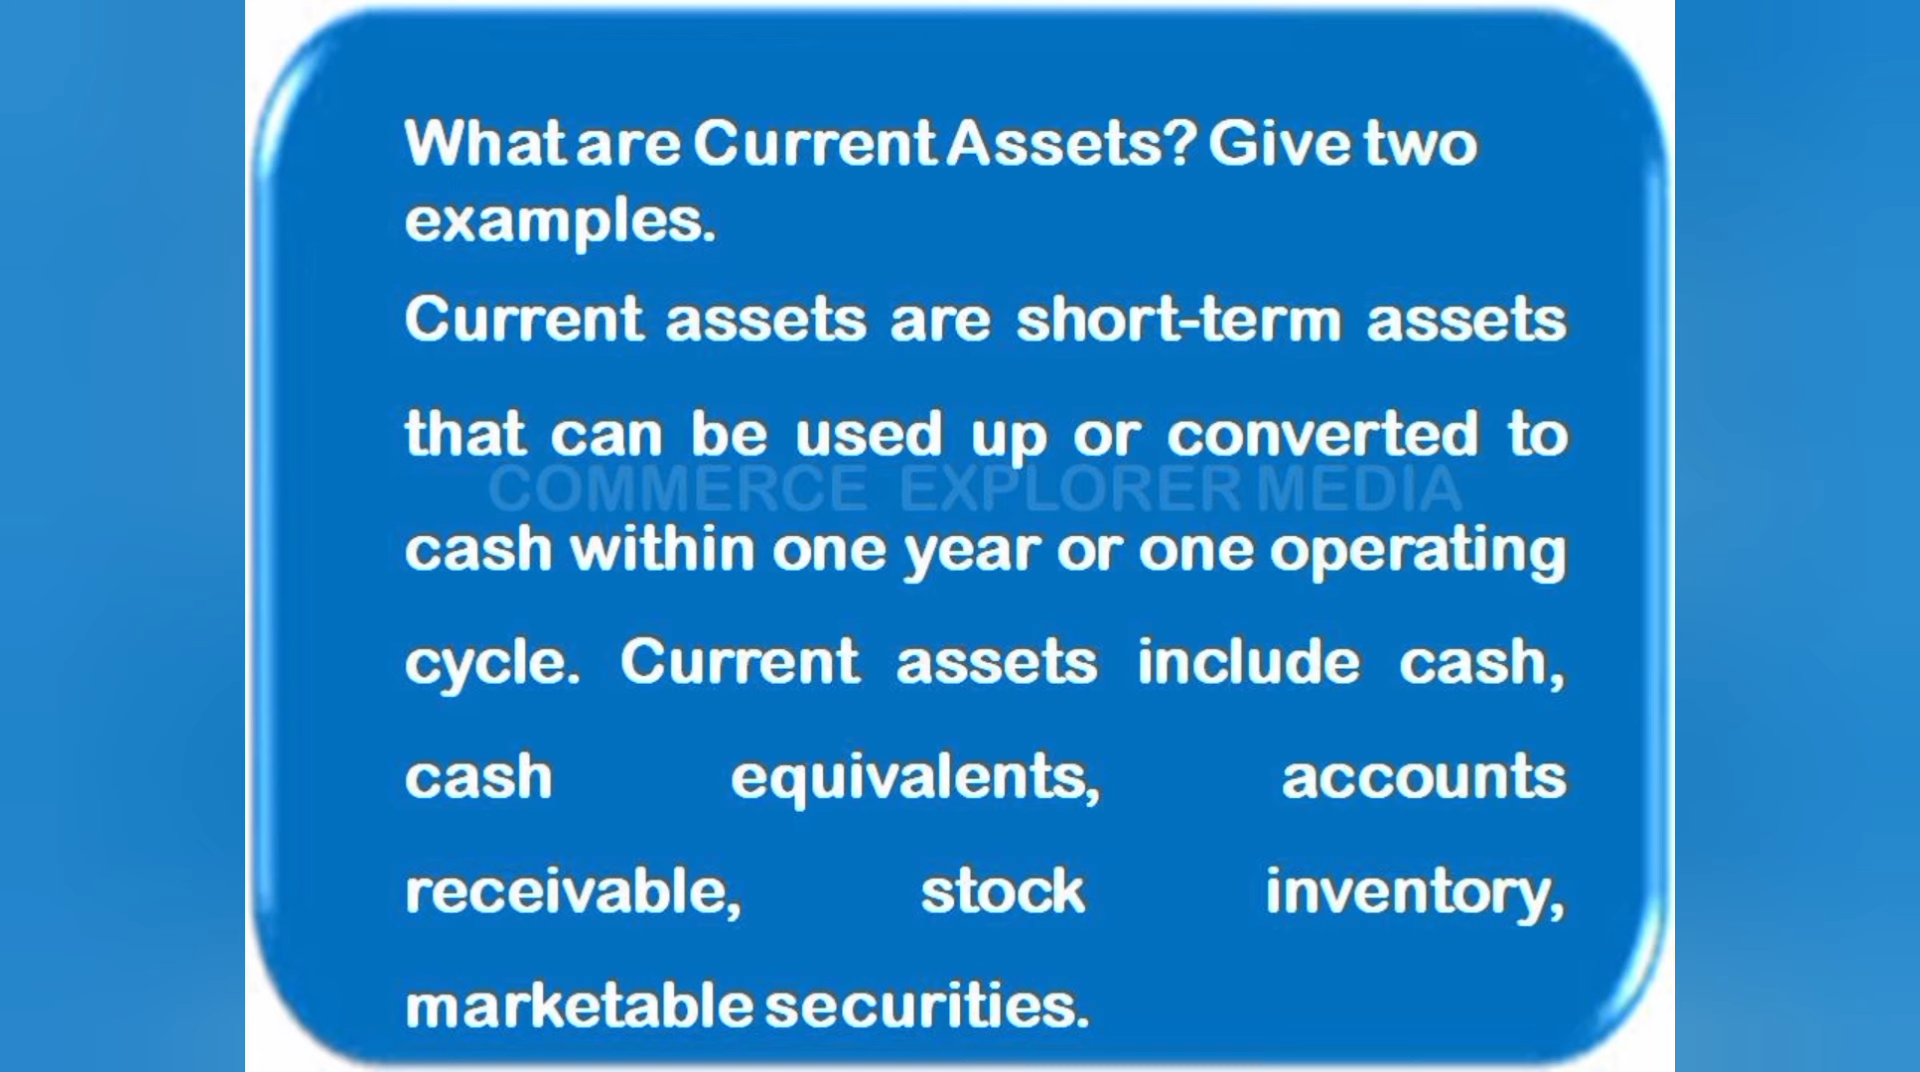 What are Current Assets? Give two
examples.
Current assets are short-term assets
that can be used up or converted to
COMMERCE EXPLORER MEDIA
cash within one year or one operating
cycle. Current assets include cash,
cash equivalents, accounts
receivable, stock inventory,
marketable securities.